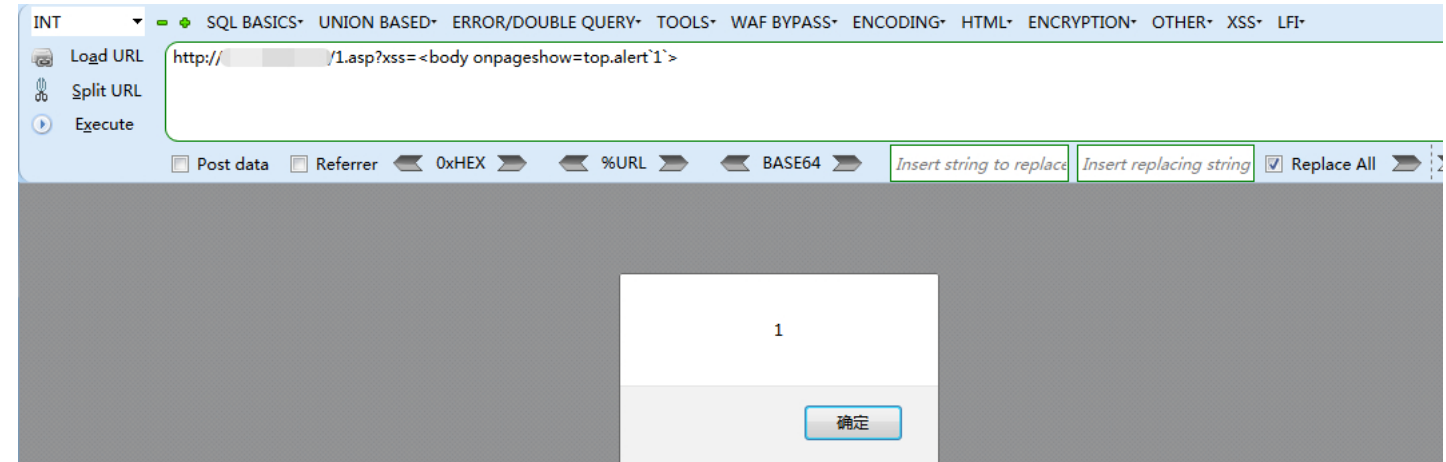 INT SQL BASICS UNION BASED ERROR/DOUBLE QUERY TOOLS WAF BYPASS ENCODING HTML ENCRYPTION OTHER XSS LFI
Load URL
http:// /1.asp?xss=<body onpageshow=top.alert`1`>
Split URL
Execute
Post data Referrer 0xHEX %URL BASE64 Insert string to replace Insert replacing string Replace All
1
确定